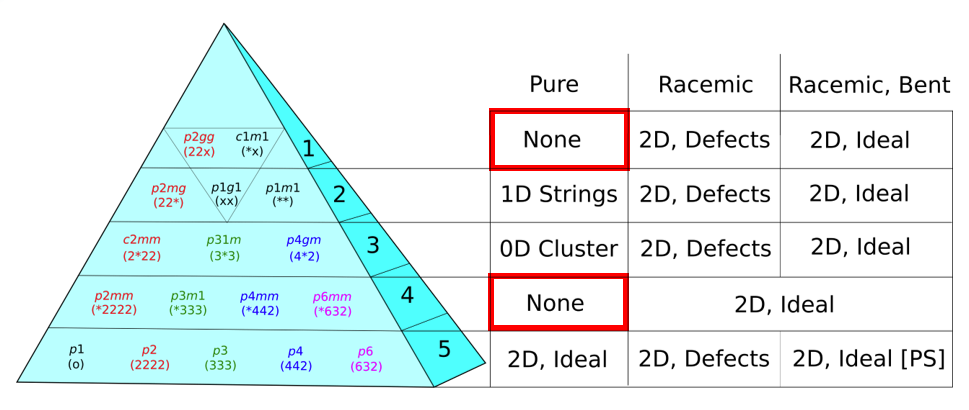 Pure Racemic Racemic, Bent
p2gg c1m1
(22x) (*x)
1 None 2D, Defects 2D, Ideal
p2mg p1g1 p1m1
(22*) (xx) (**)
2 1D Strings 2D, Defects 2D, Ideal
c2mm p31m p4gm
(2*22) (3*3) (4*2)
3 0D Cluster 2D, Defects 2D, Ideal
p2mm p3m1 p4mm p6mm
(*2222) (*333) (*442) (*632)
4 None 2D, Ideal
p1 p2 p3 p4 p6
(o) (2222) (333) (442) (632)
5 2D, Ideal 2D, Defects 2D, Ideal [PS]